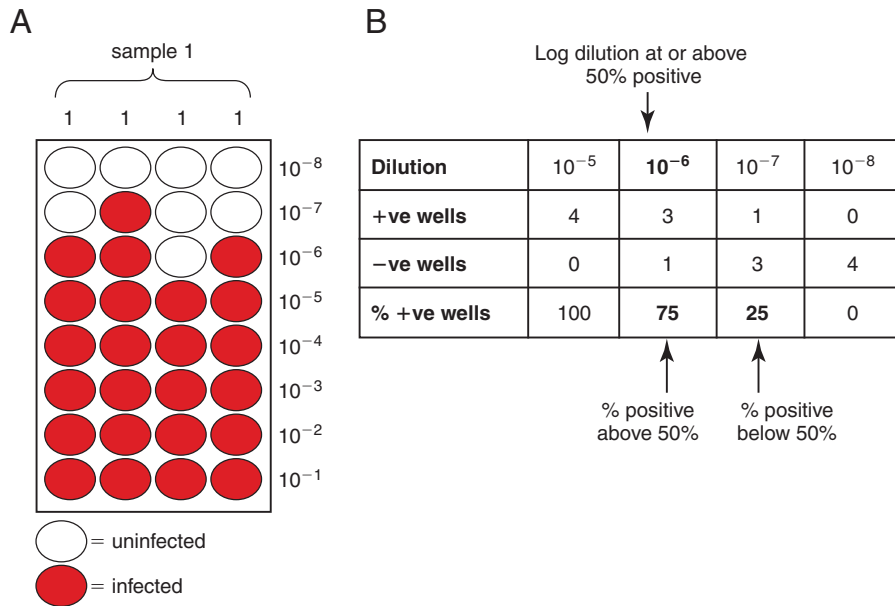 A
sample 1
1 1 1 1
10⁻⁸
10⁻⁷
10⁻⁶
10⁻⁵
10⁻⁴
10⁻³
10⁻²
10⁻¹
= uninfected
= infected
B
Log dilution at or above
50% positive
Dilution 10⁻⁵ 10⁻⁶ 10⁻⁷ 10⁻⁸
+ve wells 4 3 1 0
−ve wells 0 1 3 4
% +ve wells 100 75 25 0
% positive
above 50%
% positive
below 50%